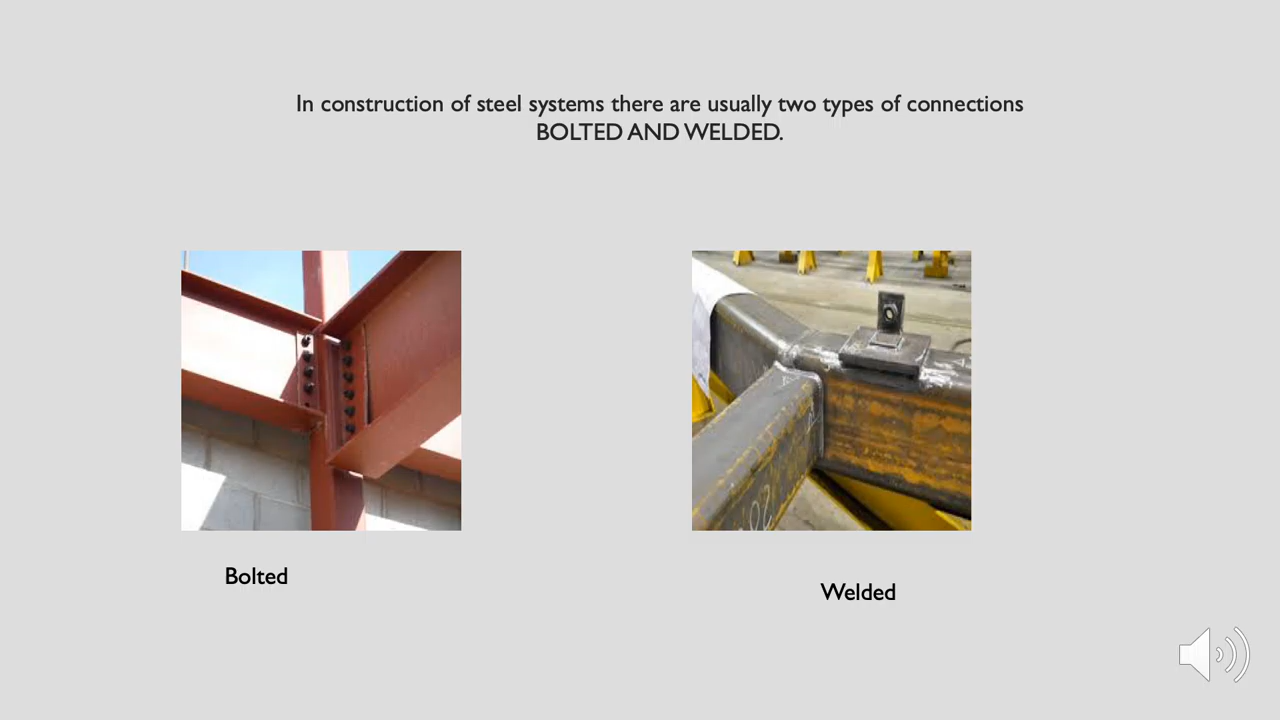 In construction of steel systems there are usually two types of connections
BOLTED AND WELDED.
Bolted
Welded